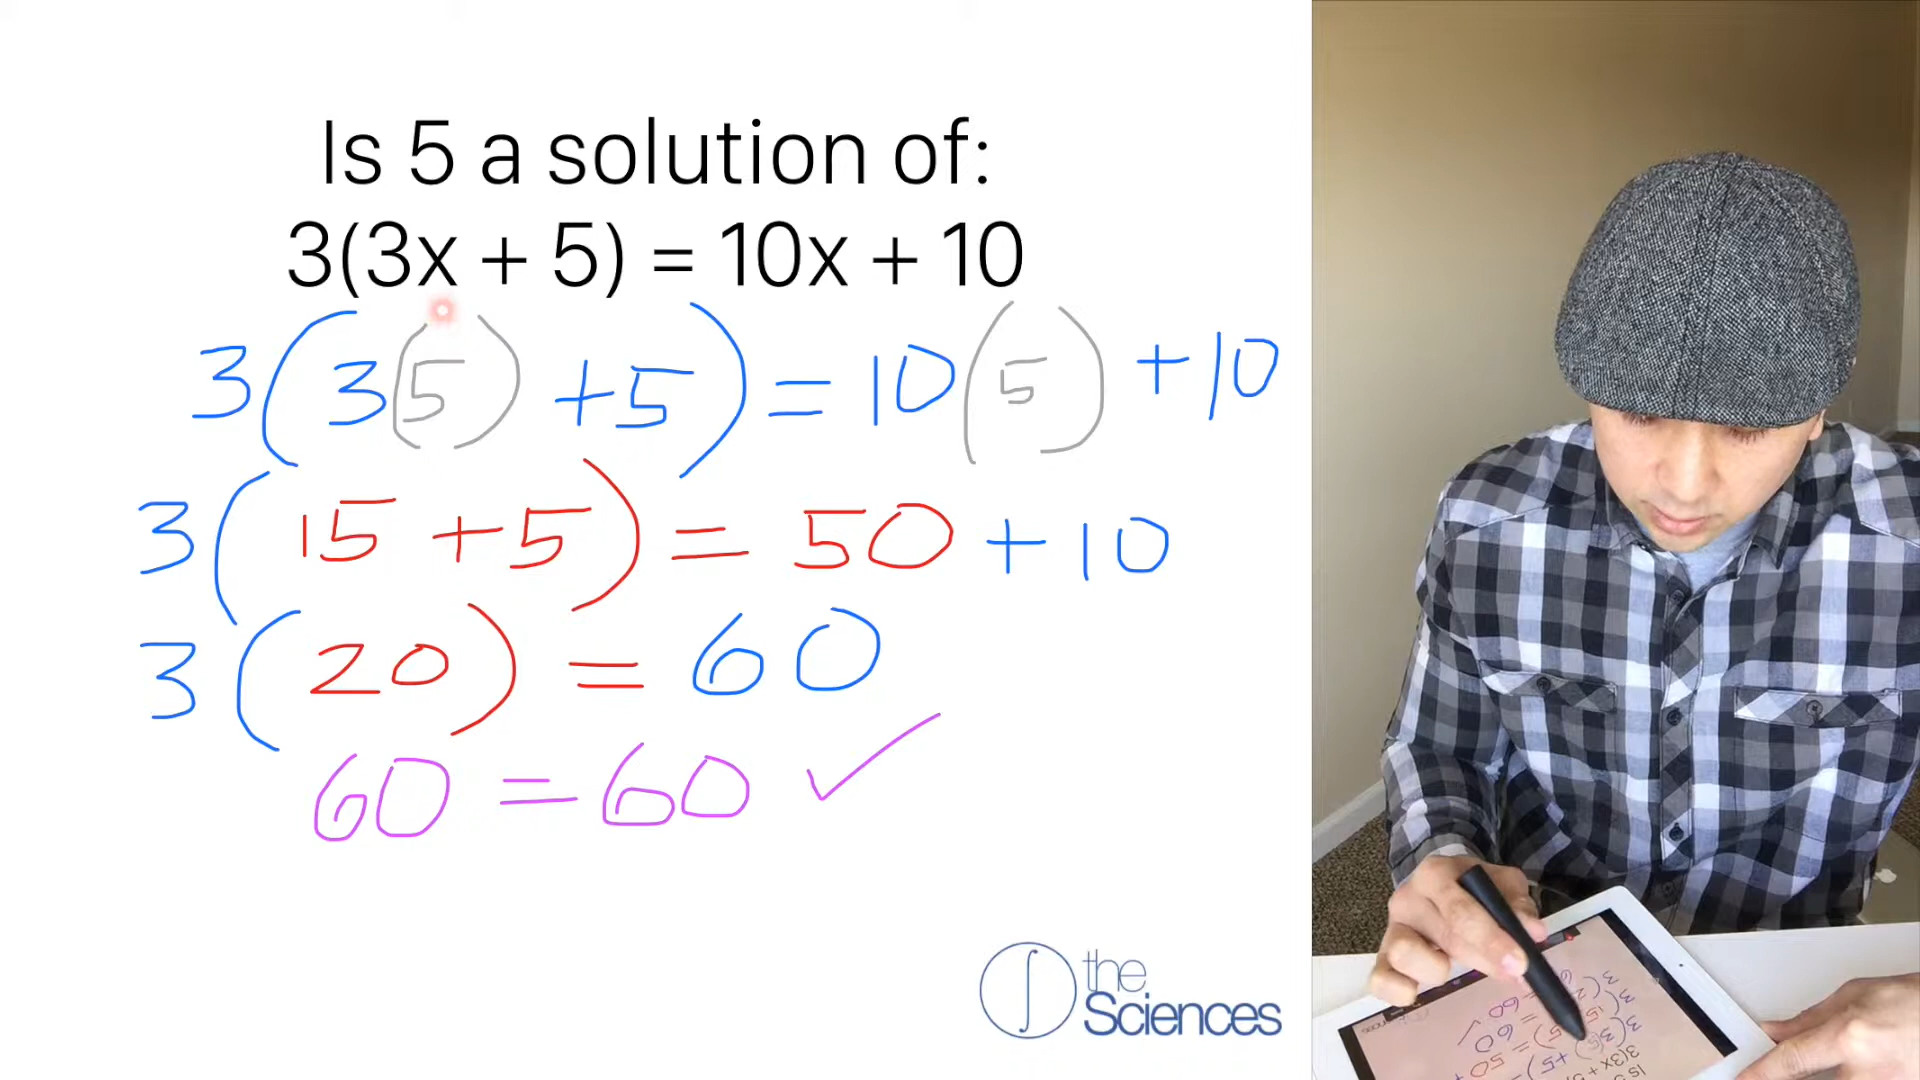 Is 5 a solution of:
3(3x + 5) = 10x + 10
3(3(5) +5) = 10(5) +10
3(15 +5) = 50 + 10
3(20) = 60
60 = 60 ✓
∫ the
Sciences